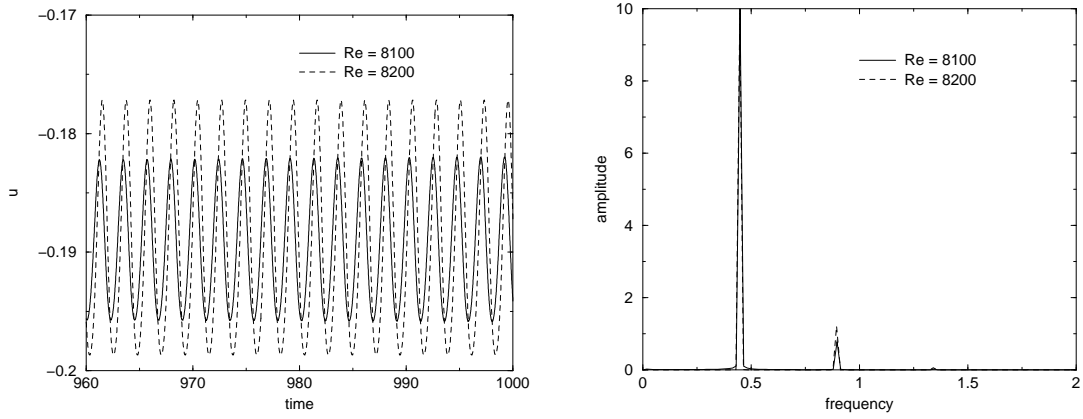 −0.17
−0.18
−0.19
−0.2
u
960
970
980
990
1000
time
Re = 8100
Re = 8200
10
8
6
4
2
0
amplitude
0
0.5
1
1.5
2
frequency
Re = 8100
Re = 8200